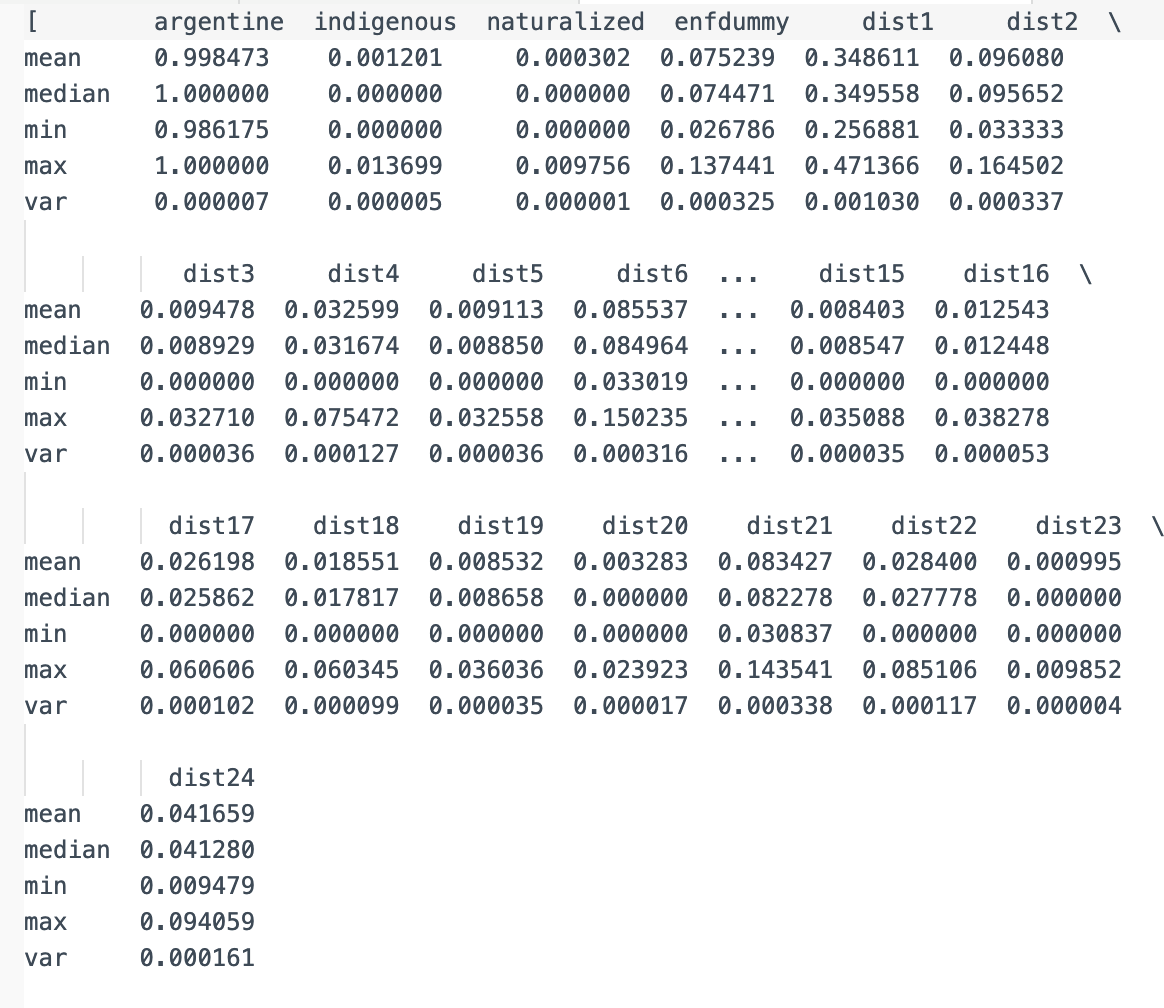 [ argentine indigenous naturalized enfdummy dist1 dist2 \
mean 0.998473 0.001201 0.000302 0.075239 0.348611 0.096080
median 1.000000 0.000000 0.000000 0.074471 0.349558 0.095652
min 0.986175 0.000000 0.000000 0.026786 0.256881 0.033333
max 1.000000 0.013699 0.009756 0.137441 0.471366 0.164502
var 0.000007 0.000005 0.000001 0.000325 0.001030 0.000337
dist3 dist4 dist5 dist6 ... dist15 dist16 \
mean 0.009478 0.032599 0.009113 0.085537 ... 0.008403 0.012543
median 0.008929 0.031674 0.008850 0.084964 ... 0.008547 0.012448
min 0.000000 0.000000 0.000000 0.033019 ... 0.000000 0.000000
max 0.032710 0.075472 0.032558 0.150235 ... 0.035088 0.038278
var 0.000036 0.000127 0.000036 0.000316 ... 0.000035 0.000053
dist17 dist18 dist19 dist20 dist21 dist22 dist23 \
mean 0.026198 0.018551 0.008532 0.003283 0.083427 0.028400 0.000995
median 0.025862 0.017817 0.008658 0.000000 0.082278 0.027778 0.000000
min 0.000000 0.000000 0.000000 0.000000 0.030837 0.000000 0.000000
max 0.060606 0.060345 0.036036 0.023923 0.143541 0.085106 0.009852
var 0.000102 0.000099 0.000035 0.000017 0.000338 0.000117 0.000004
dist24
mean 0.041659
median 0.041280
min 0.009479
max 0.094059
var 0.000161